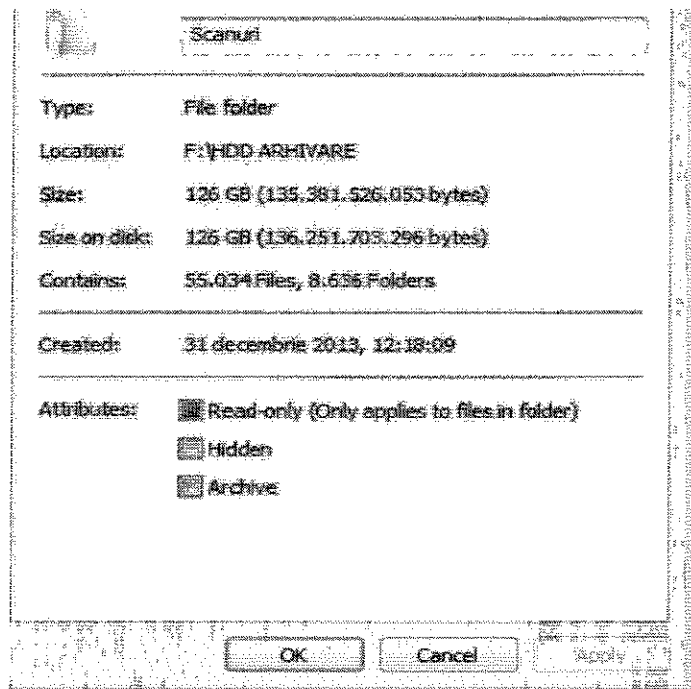 Scanuri
Type: File folder
Location: F:\HDD ARHIVARE
Size: 126 GB (135.381.526.053 bytes)
Size on disk: 126 GB (136.251.703.296 bytes)
Contains: 55.034 Files, 8.636 Folders
Created: 31 decembrie 2013, 12:18:09
Attributes: Read-only (Only applies to files in folder)
Hidden
Archive
OK Cancel Apply